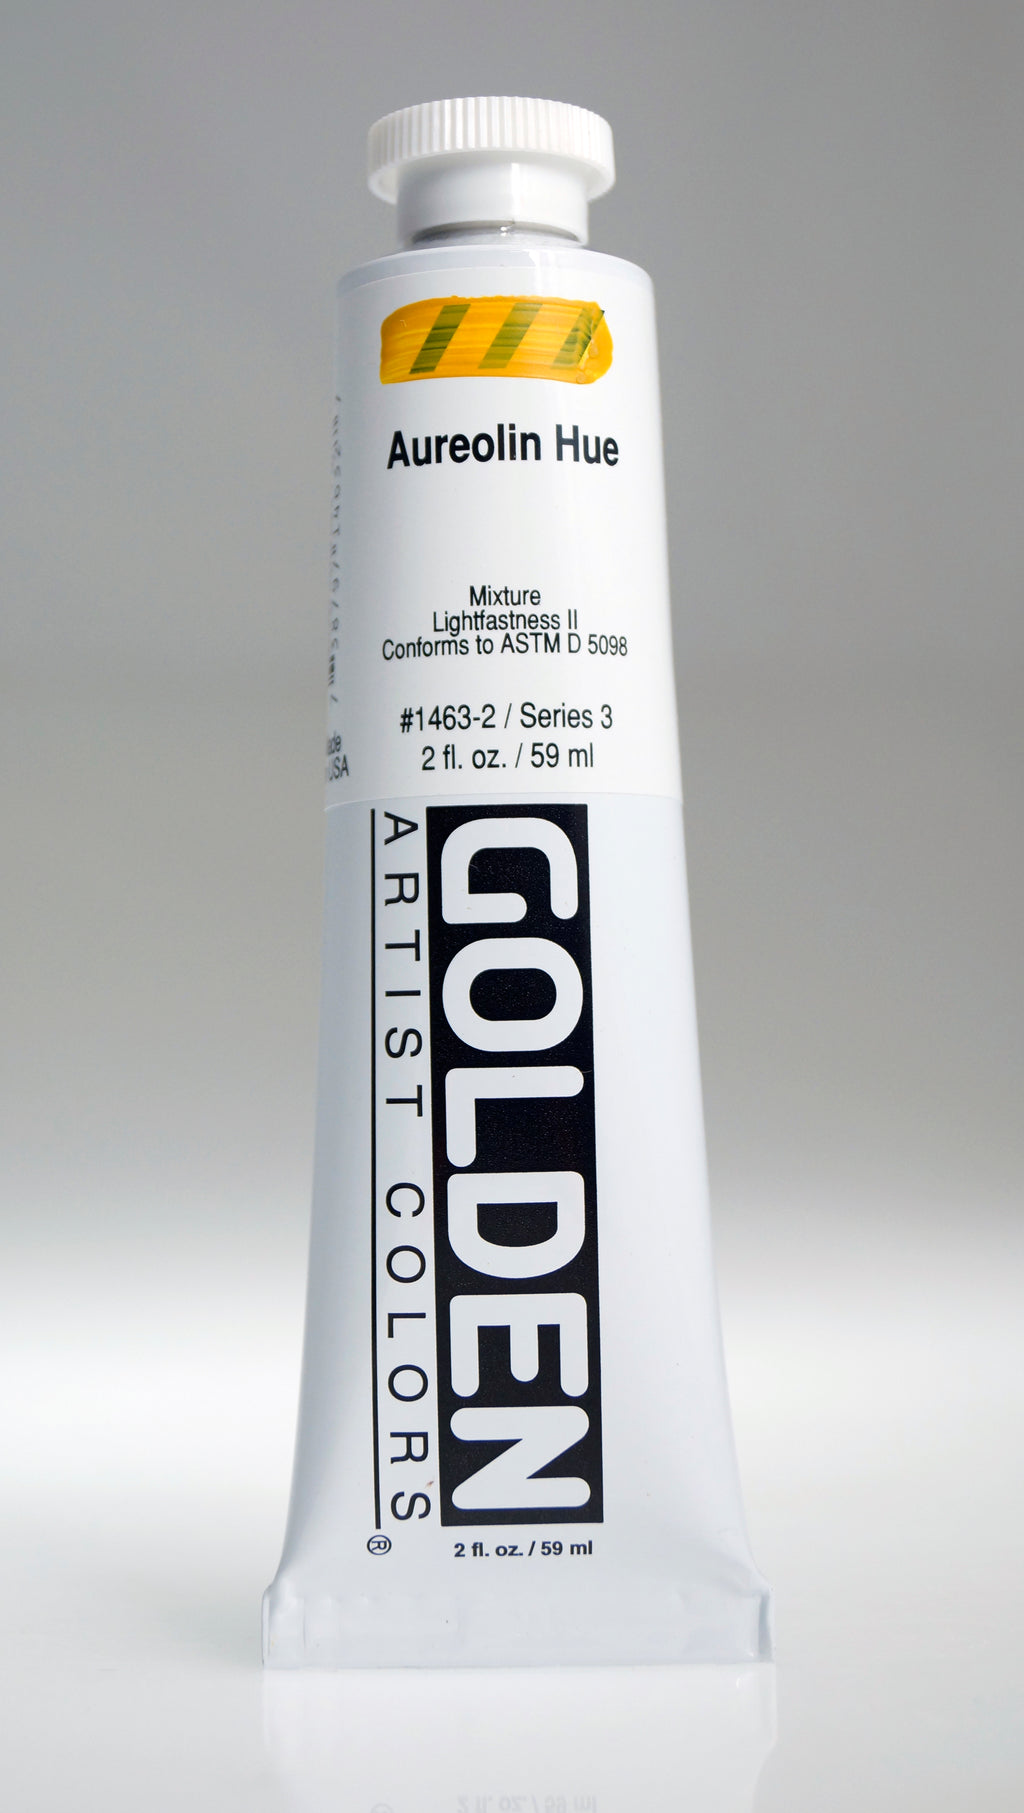 Aureolin Hue
Mixture
Lightfastness II
Conforms to ASTM D 5098
#1463-2 / Series 3
2 fl. oz. / 59 ml
USA
GOLDEN
ARTIST COLORS
®
2 fl. oz. / 59 ml